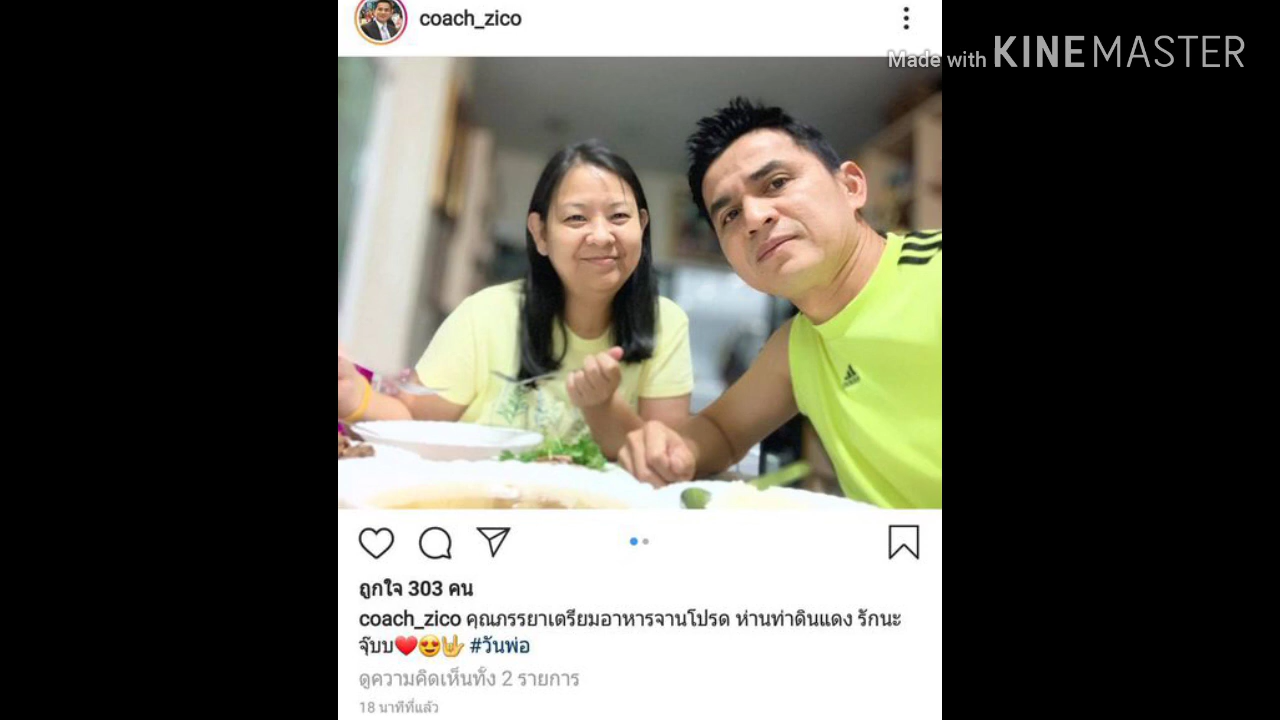 coach_zico
Made with KINEMASTER
ถูกใจ 303 คน
coach_zico คุณภรรยาเตรียมอาหารจานโปรด ห่านท่าดินแดง รักนะ
จุ๊บบ❤️😍🤟 #วันพ่อ
ดูความคิดเห็นทั้ง 2 รายการ
18 นาทีที่แล้ว